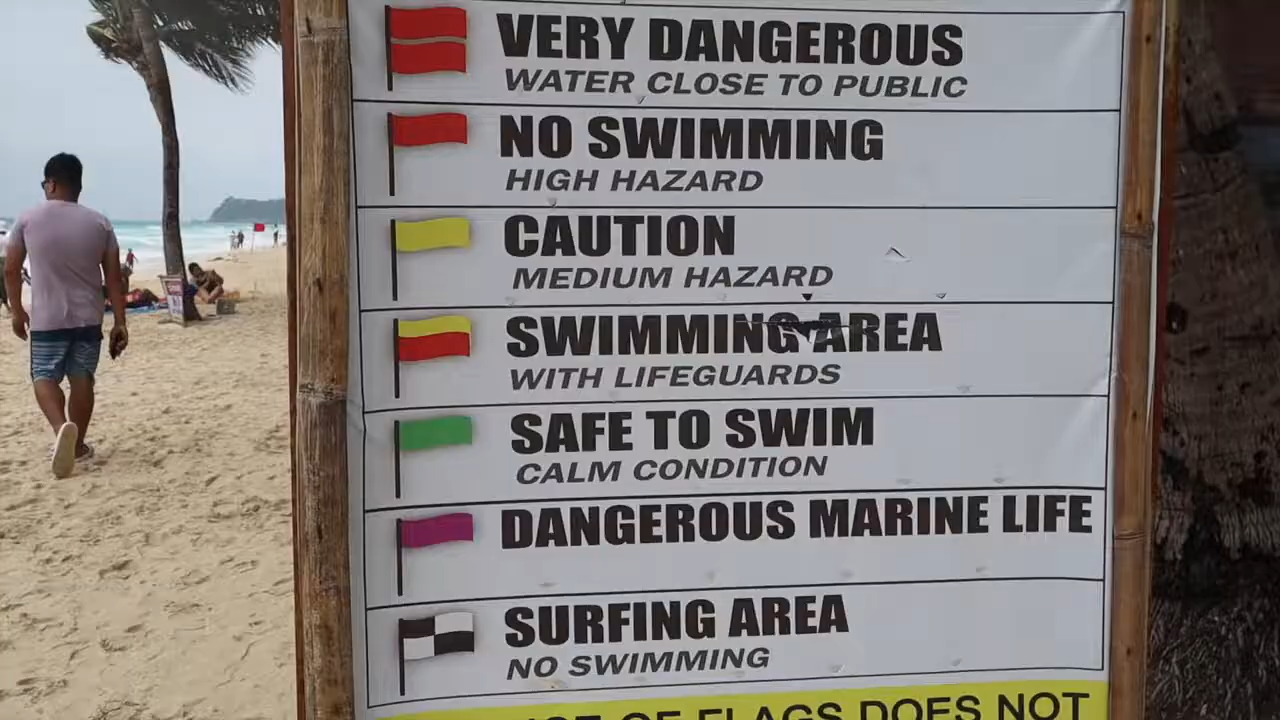 VERY DANGEROUS
WATER CLOSE TO PUBLIC
NO SWIMMING
HIGH HAZARD
CAUTION
MEDIUM HAZARD
SWIMMING AREA
WITH LIFEGUARDS
SAFE TO SWIM
CALM CONDITION
DANGEROUS MARINE LIFE
SURFING AREA
NO SWIMMING
OF FLAGS DOES NOT